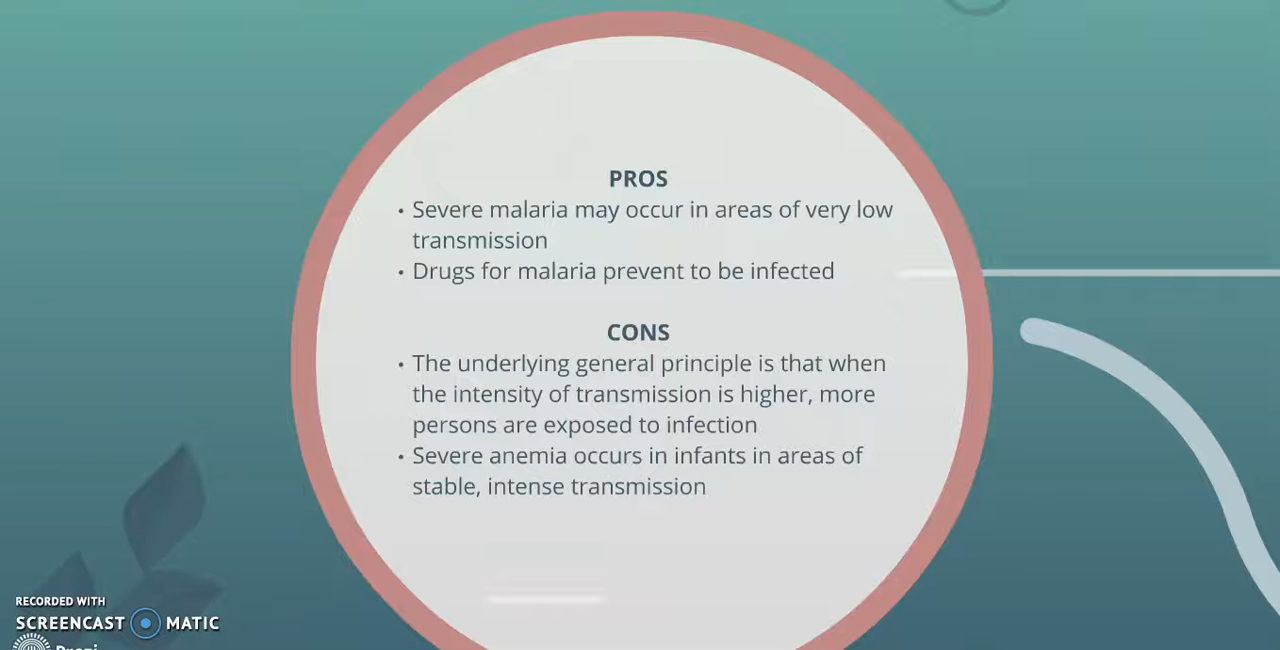 PROS
• Severe malaria may occur in areas of very low
transmission
• Drugs for malaria prevent to be infected
CONS
• The underlying general principle is that when
the intensity of transmission is higher, more
persons are exposed to infection
• Severe anemia occurs in infants in areas of
stable, intense transmission
RECORDED WITH
SCREENCAST MATIC
Prezi